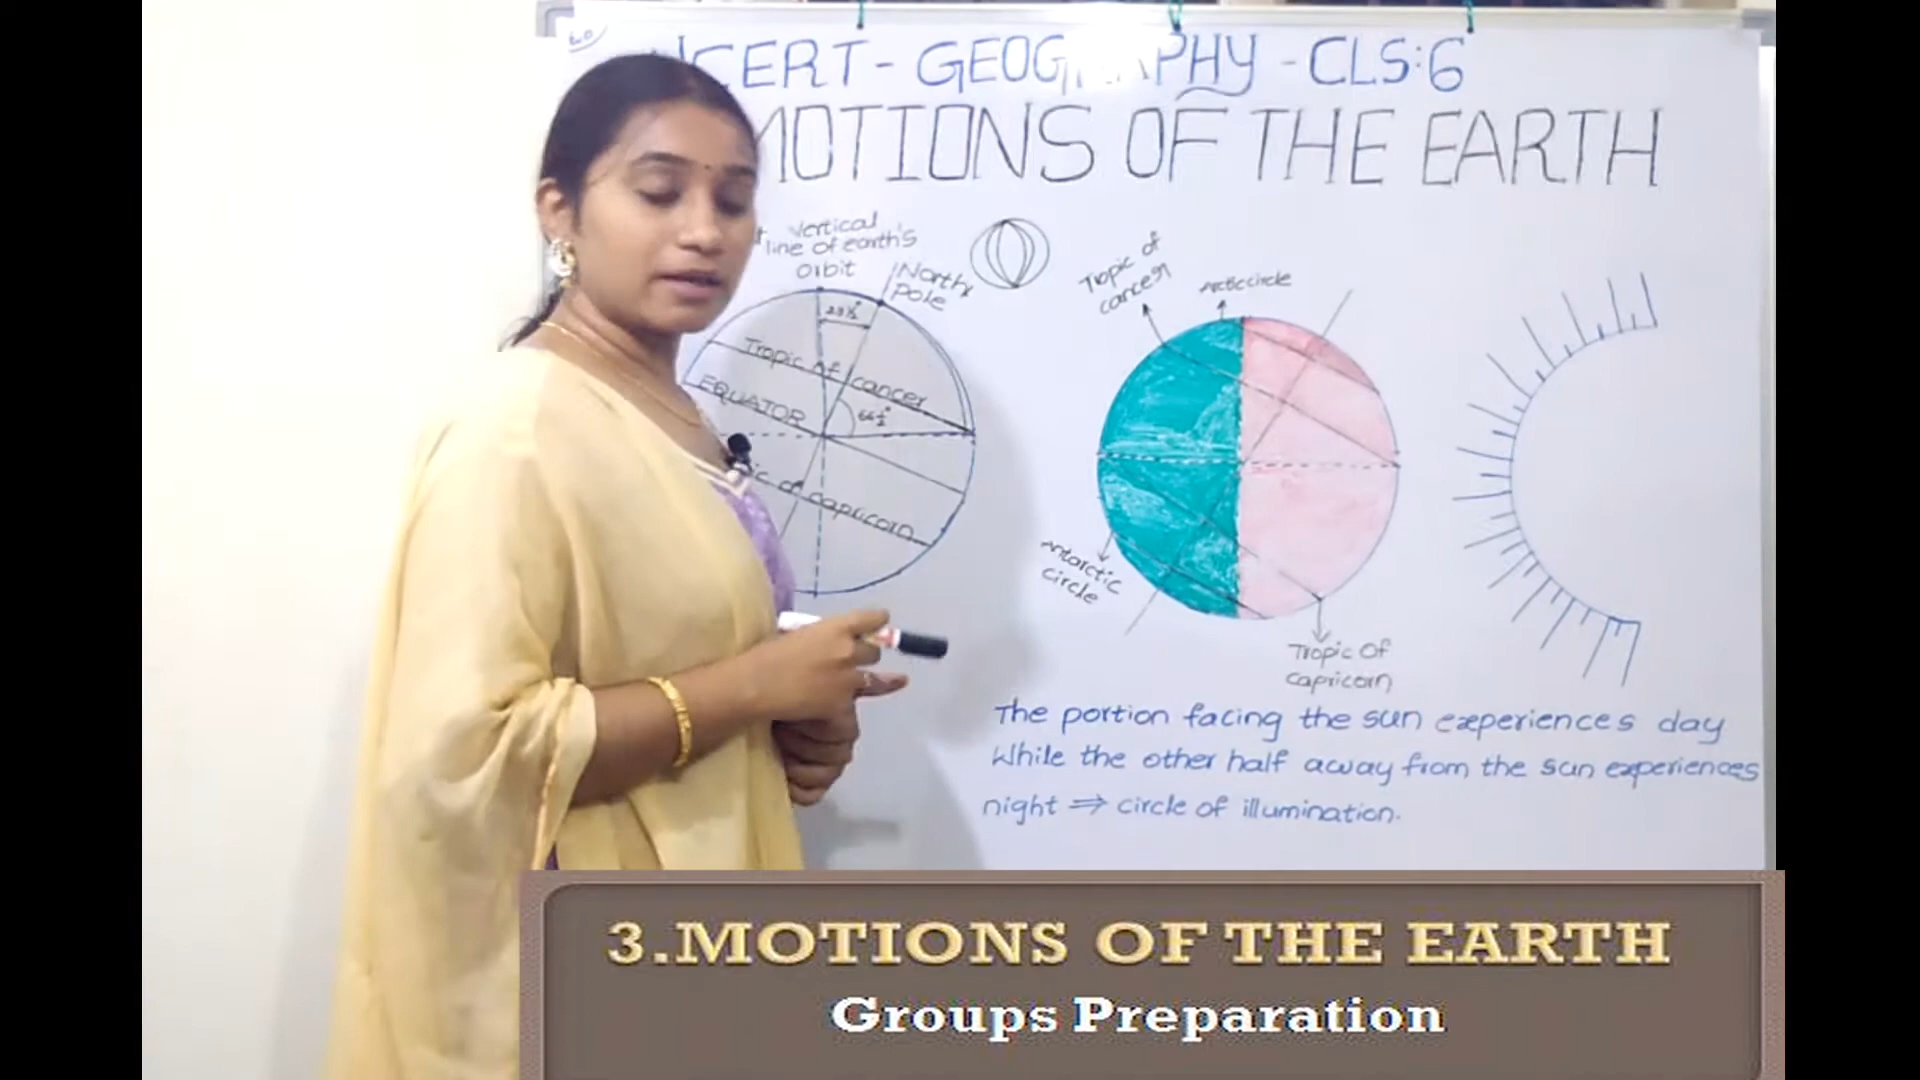 CERT - GEOGRAPHY - CLS:6
MOTIONS OF THE EARTH
Vertical
line of earth's
Orbit
North
Pole
23½°
Tropic of cancer
EQUATOR
66½°
ic of capricorn
Tropic of
cancer
Arctic circle
Antarctic
circle
Tropic Of
capricorn
The portion facing the sun experiences day
While the other half away from the sun experiences
night ⇒ circle of illumination.
3.MOTIONS OF THE EARTH
Groups Preparation